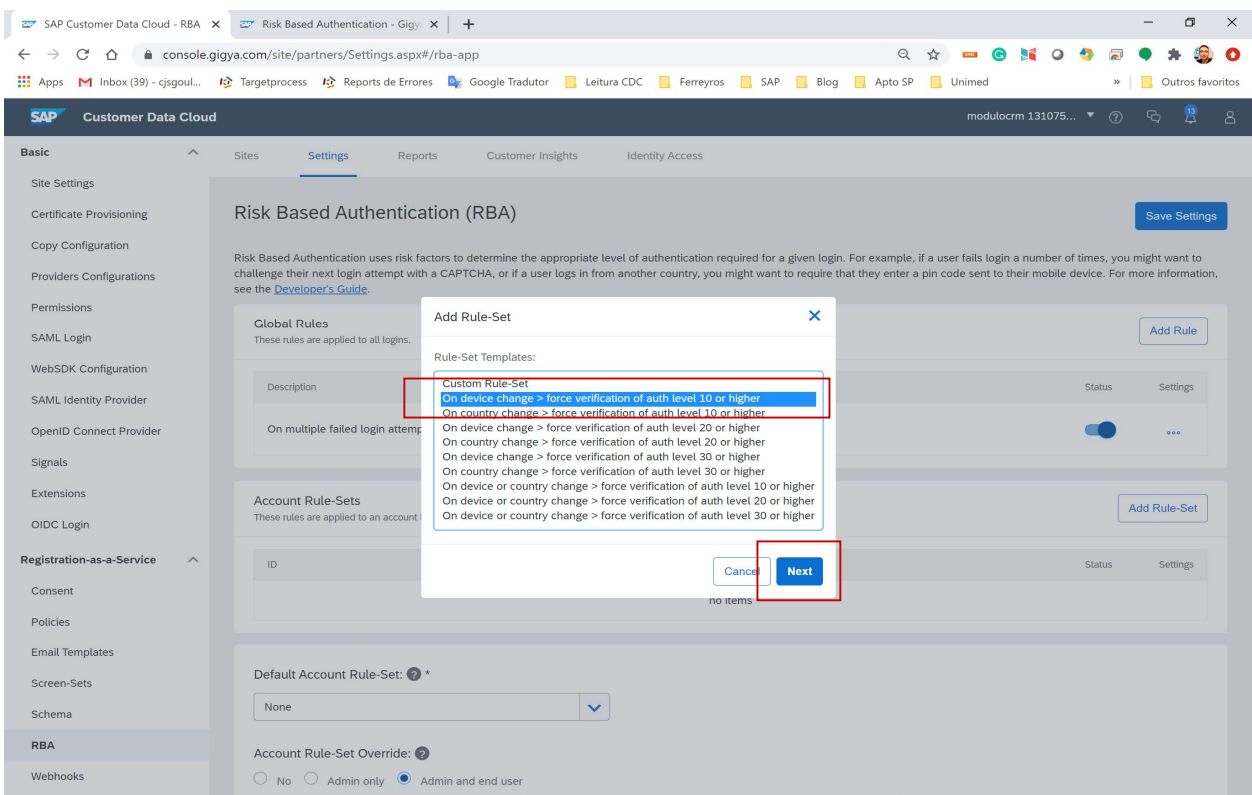 SAP Customer Data Cloud - RBA
Risk Based Authentication - Gigy
console.gigya.com/site/partners/Settings.aspx#/rba-app
Apps
Inbox (39) - cjsgoul...
Targetprocess
Reports de Errores
Google Tradutor
Leitura CDC
Ferreyros
SAP
Blog
Apto SP
Unimed
»
Outros favoritos
SAP Customer Data Cloud
modulocrm 131075...
13
Basic
Site Settings
Certificate Provisioning
Copy Configuration
Providers Configurations
Permissions
SAML Login
WebSDK Configuration
SAML Identity Provider
OpenID Connect Provider
Signals
Extensions
OIDC Login
Registration-as-a-Service
Consent
Policies
Email Templates
Screen-Sets
Schema
RBA
Webhooks
Sites
Settings
Reports
Customer Insights
Identity Access
Risk Based Authentication (RBA)
Save Settings
Risk Based Authentication uses risk factors to determine the appropriate level of authentication required for a given login. For example, if a user fails login a number of times, you might want to
challenge their next login attempt with a CAPTCHA, or if a user logs in from another country, you might want to require that they enter a pin code sent to their mobile device. For more information,
see the Developer's Guide.
Global Rules
These rules are applied to all logins.
Add Rule
Description
Status
Settings
On multiple failed login attemp
Account Rule-Sets
These rules are applied to an account
Add Rule-Set
ID
Status
Settings
no items
Add Rule-Set
Rule-Set Templates:
Custom Rule-Set
On device change > force verification of auth level 10 or higher
On country change > force verification of auth level 10 or higher
On device change > force verification of auth level 20 or higher
On country change > force verification of auth level 20 or higher
On device change > force verification of auth level 30 or higher
On country change > force verification of auth level 30 or higher
On device or country change > force verification of auth level 10 or higher
On device or country change > force verification of auth level 20 or higher
On device or country change > force verification of auth level 30 or higher
Cancel
Next
Default Account Rule-Set: ? *
None
Account Rule-Set Override: ?
No
Admin only
Admin and end user